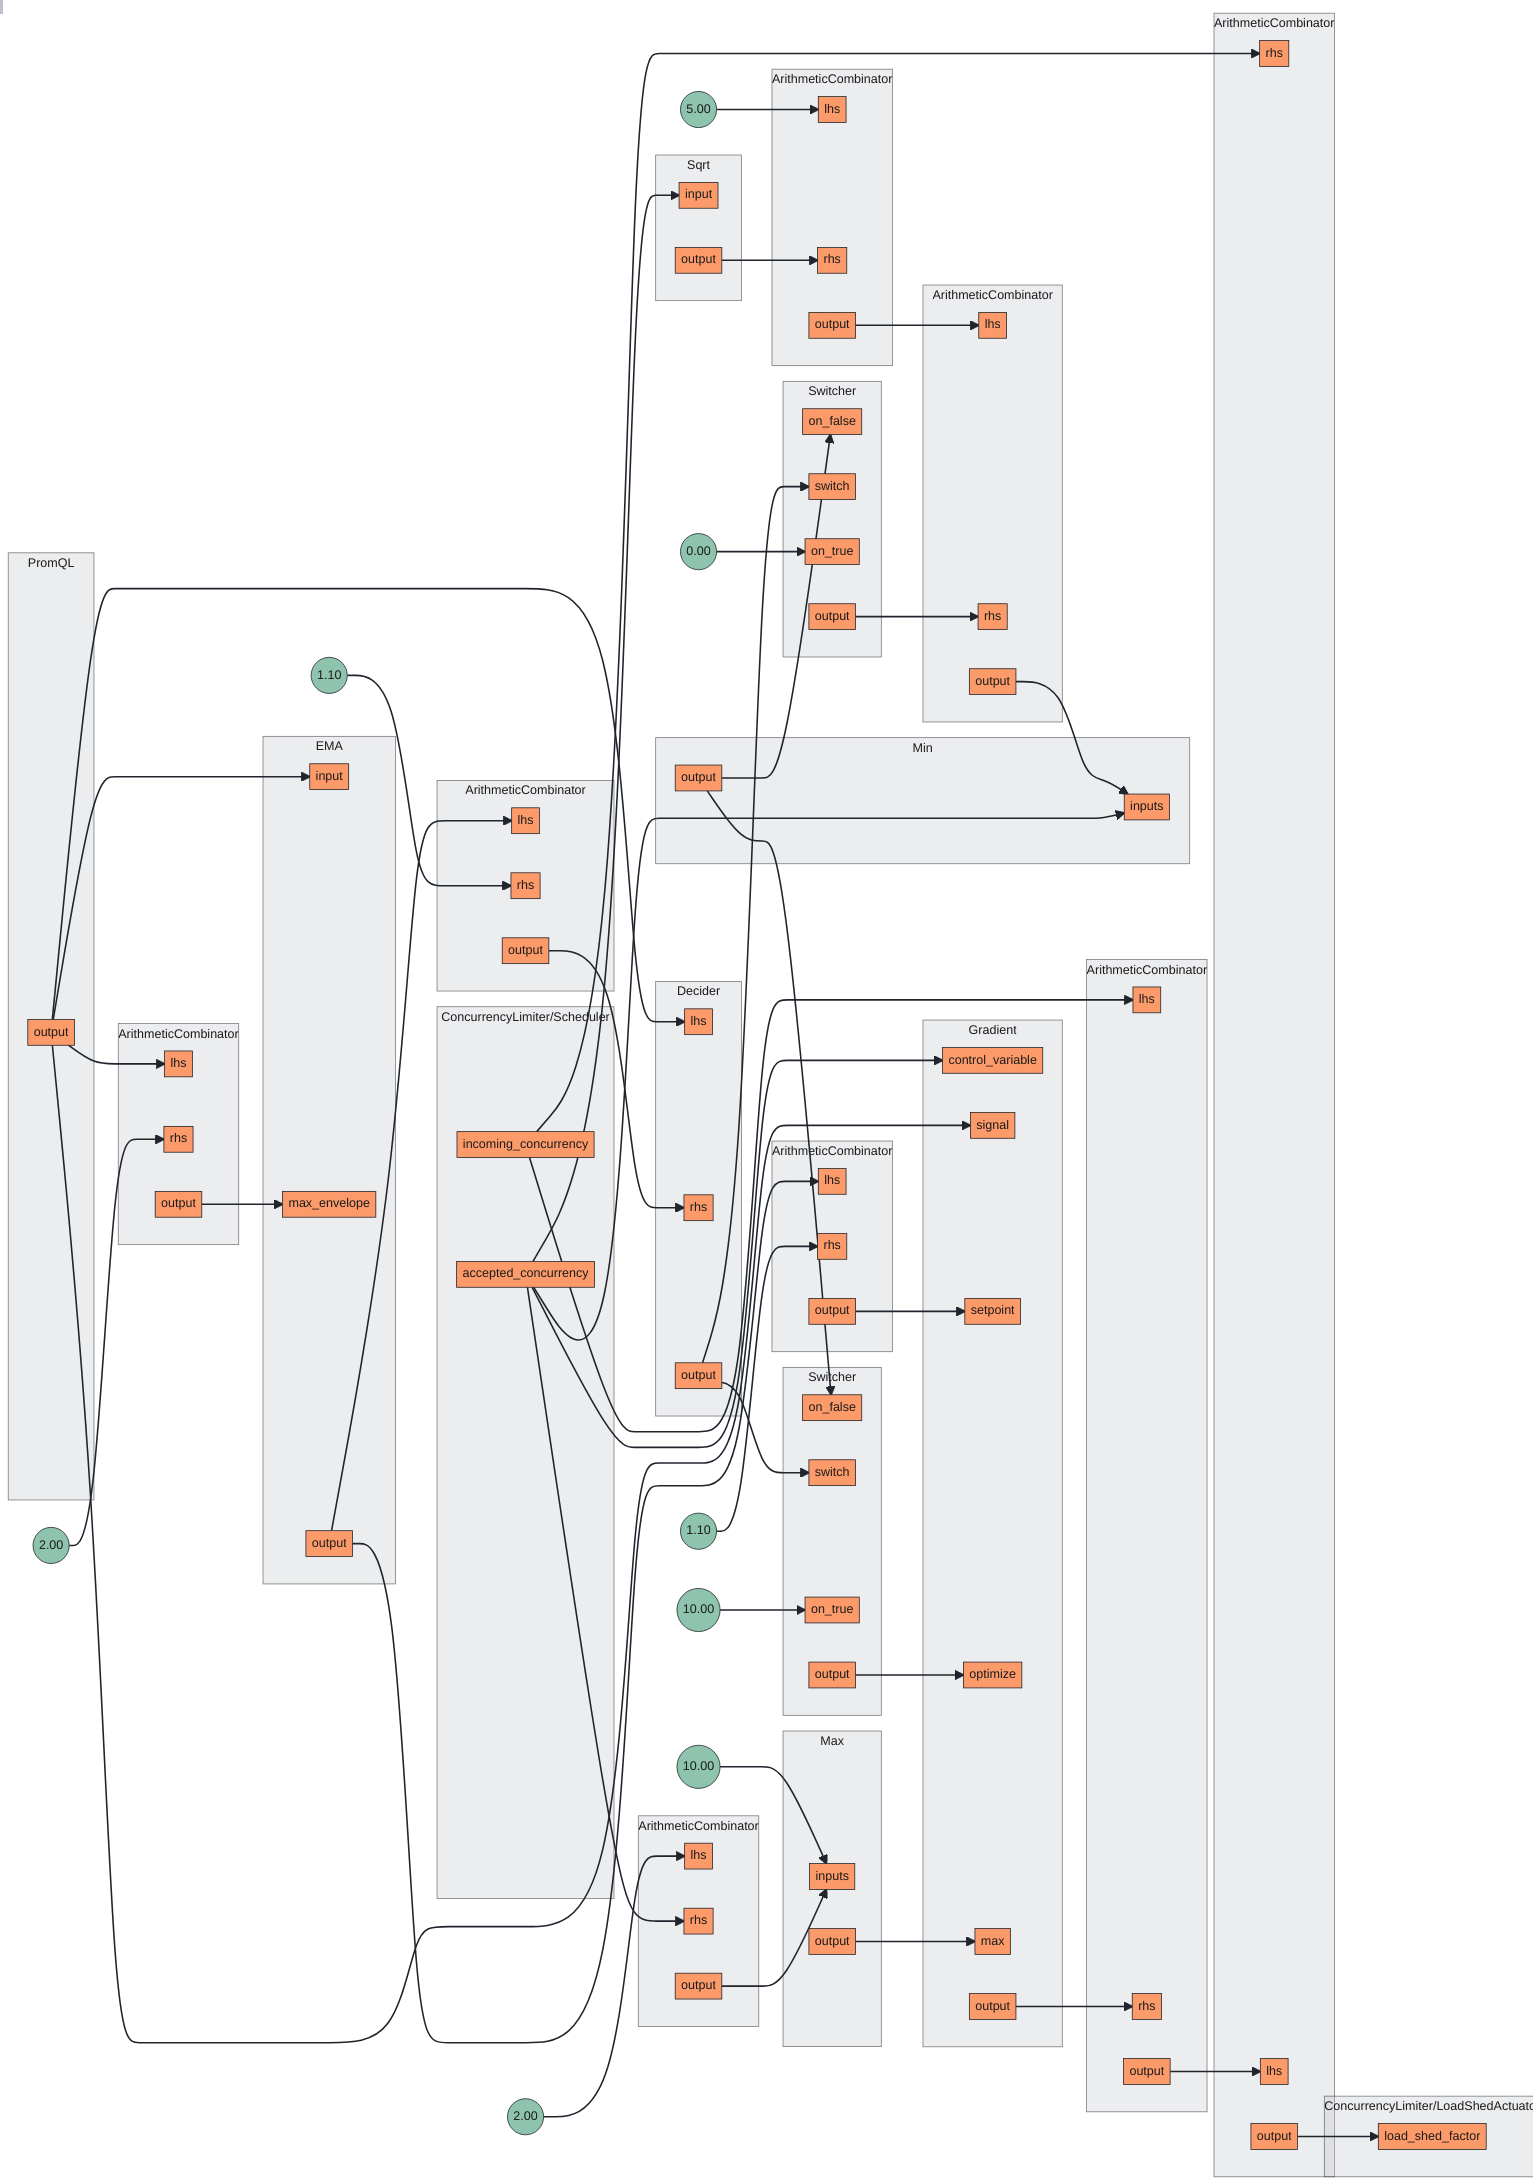 ArithmeticCombinator
rhs
ArithmeticCombinator
5.00
lhs
Sqrt
input
output
rhs
ArithmeticCombinator
output
lhs
Switcher
on_false
switch
0.00
on_true
PromQL
output
rhs
1.10
output
EMA
Min
input
output
ArithmeticCombinator
inputs
lhs
rhs
output
ArithmeticCombinator
Decider
lhs
ConcurrencyLimiter/Scheduler
lhs
Gradient
output
ArithmeticCombinator
lhs
control_variable
signal
rhs
incoming_concurrency
ArithmeticCombinator
lhs
output
max_envelope
rhs
rhs
accepted_concurrency
output
setpoint
output
Switcher
on_false
switch
1.10
2.00
output
10.00
on_true
output
optimize
Max
10.00
ArithmeticCombinator
lhs
inputs
rhs
output
max
output
output
rhs
output
lhs
ConcurrencyLimiter/LoadShedActuato
2.00
output
load_shed_factor